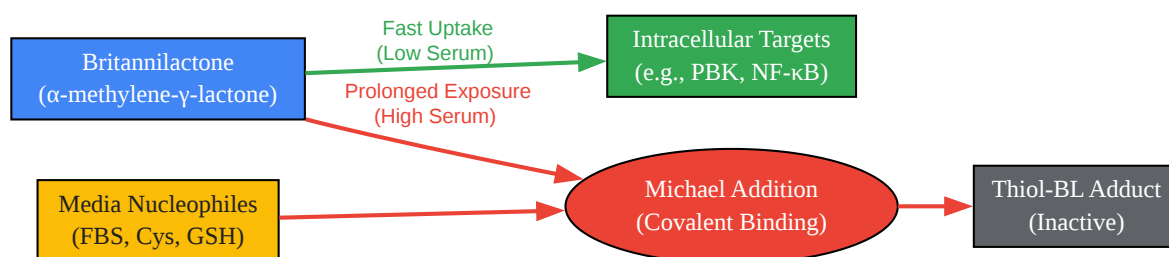 Britannilactone
(α-methylene-γ-lactone)
Fast Uptake
(Low Serum)
Intracellular Targets
(e.g., PBK, NF-κB)
Prolonged Exposure
(High Serum)
Media Nucleophiles
(FBS, Cys, GSH)
Michael Addition
(Covalent Binding)
Thiol-BL Adduct
(Inactive)